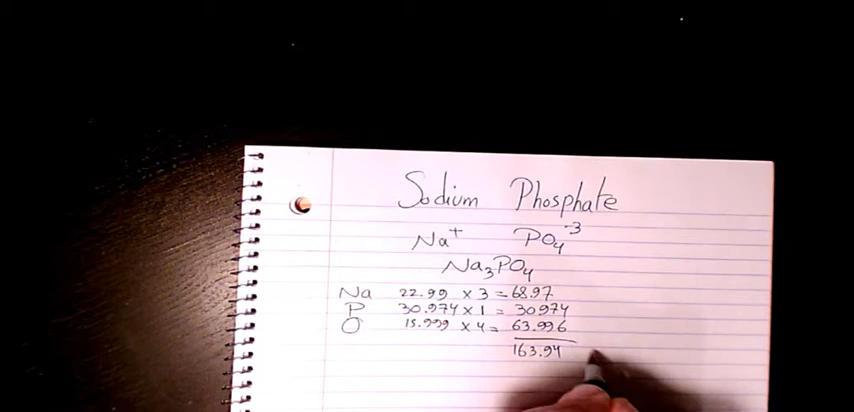 Sodium Phosphate
Na⁺ PO₄⁻³
Na₃PO₄
Na 22.99 x 3 = 68.97
P 30.974 x 1 = 30.974
O 15.999 x 4 = 63.996
163.94